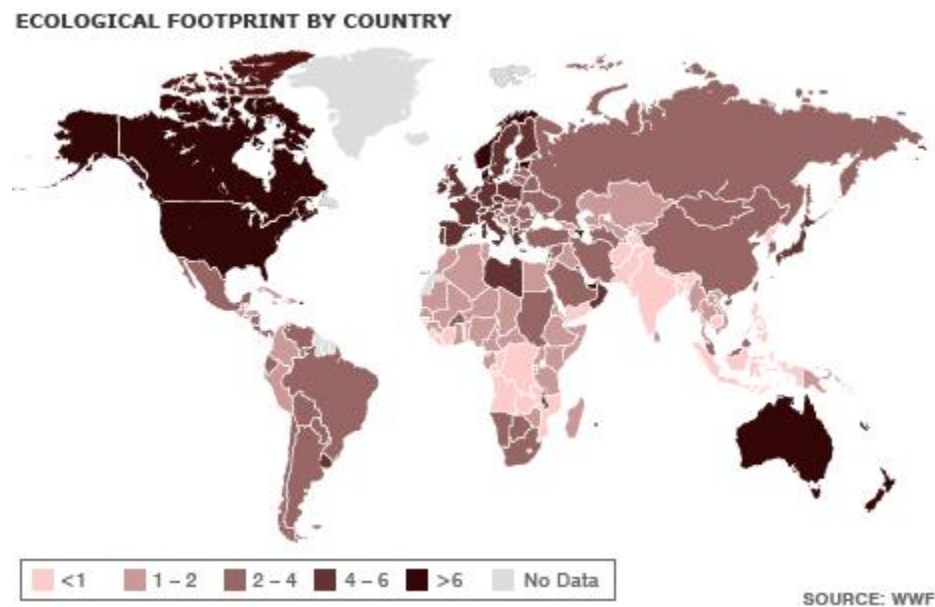 ECOLOGICAL FOOTPRINT BY COUNTRY
<1 1 – 2 2 – 4 4 – 6 >6 No Data
SOURCE: WWF